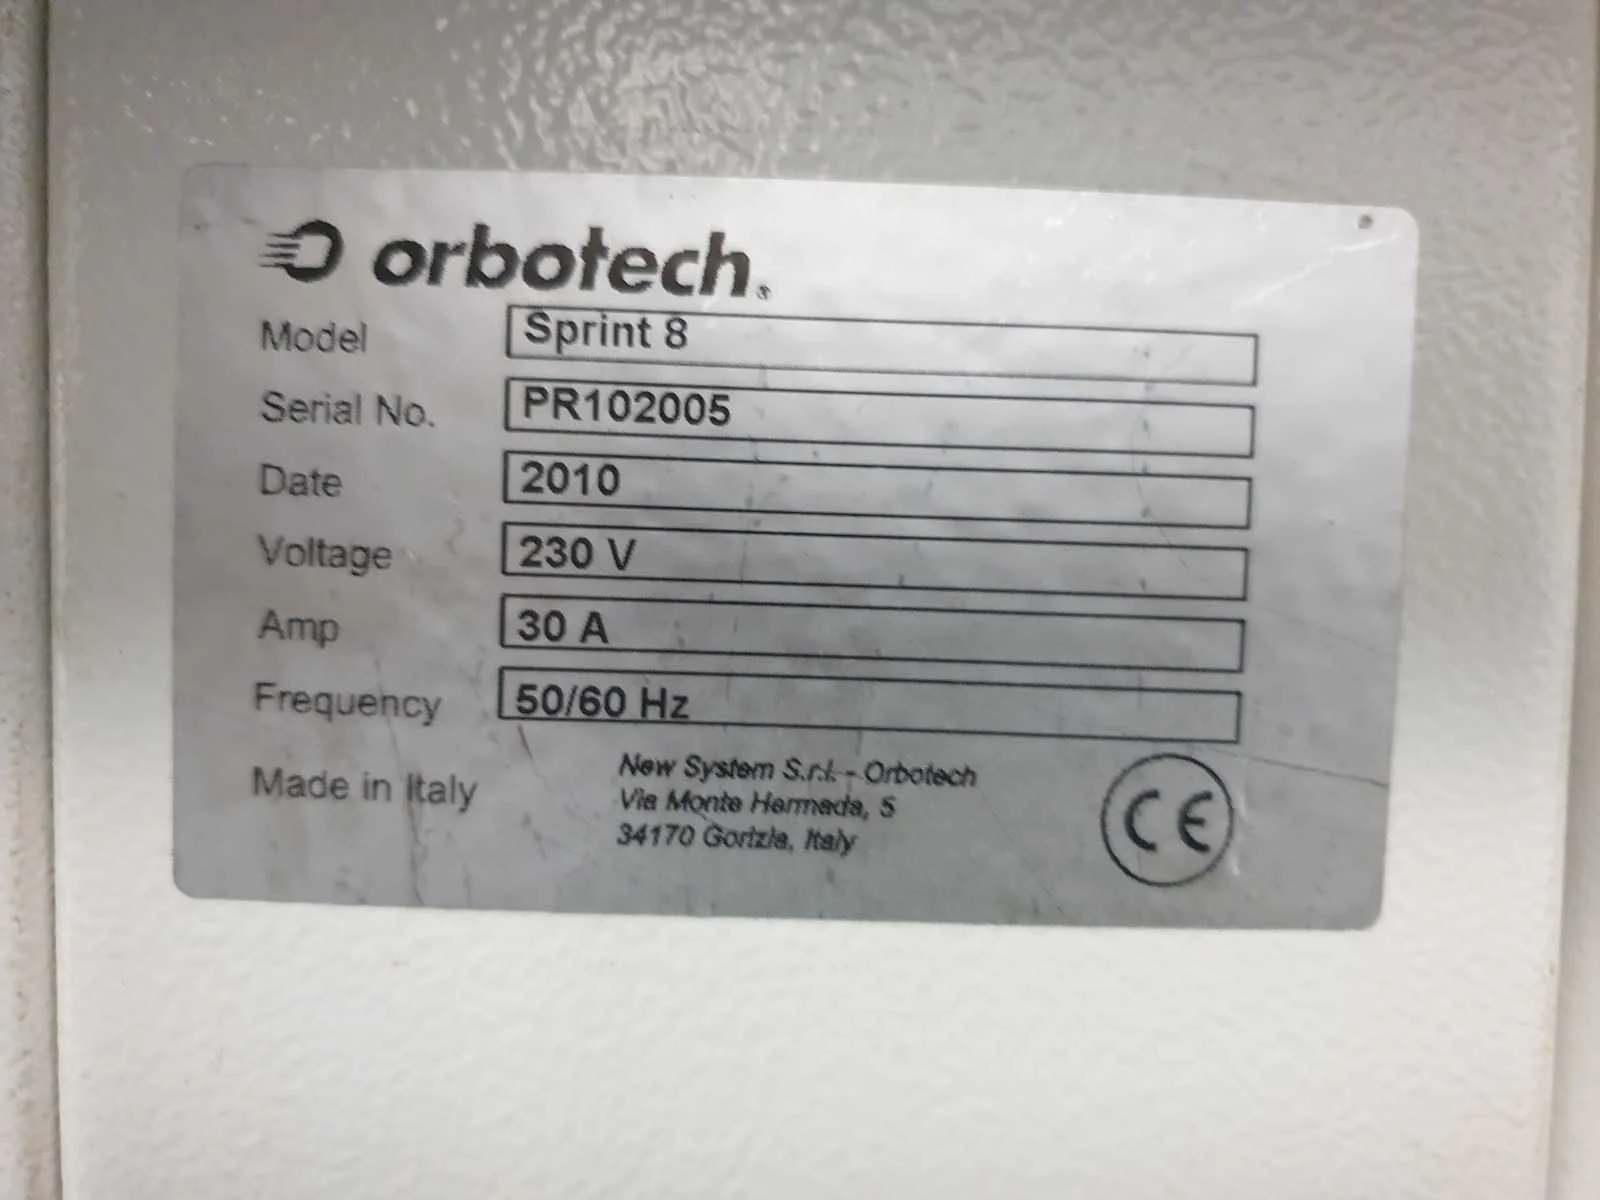 orbotech®
Model Sprint 8
Serial No. PR102005
Date 2010
Voltage 230 V
Amp 30 A
Frequency 50/60 Hz
Made in Italy
New System S.r.l. - Orbotech
Via Monte Hermada, 5
34170 Gorizia, Italy
CE